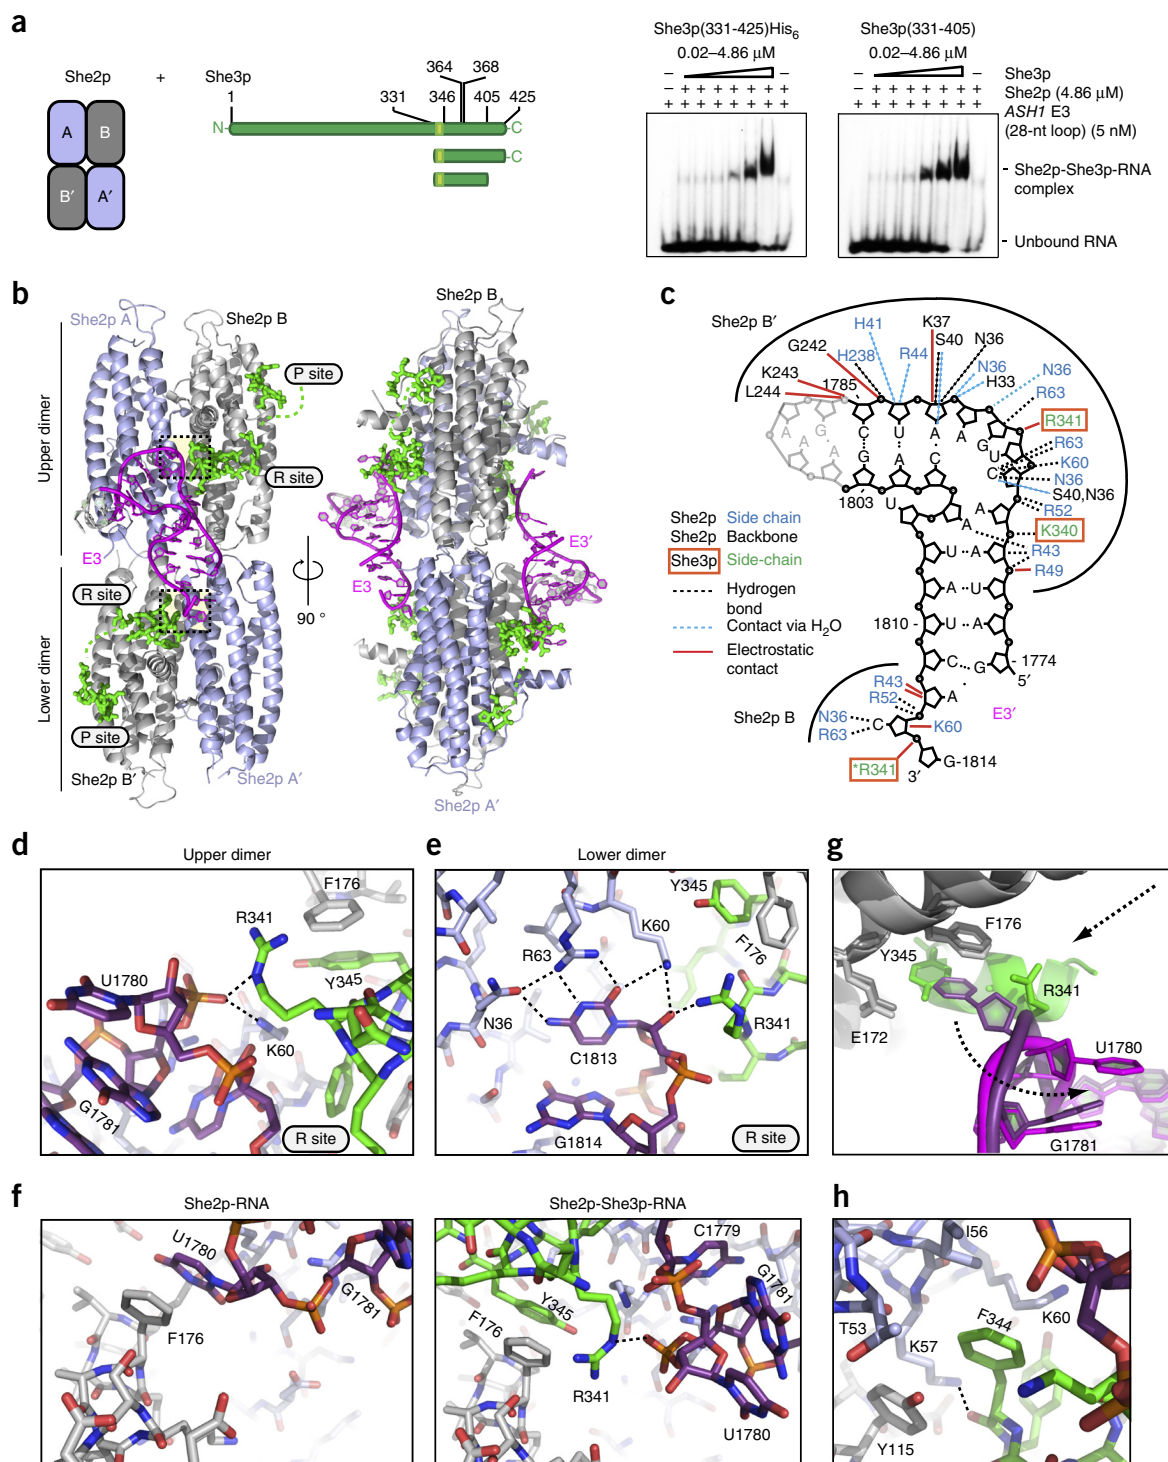 a
She2p + She3p
A B
B′ A′
364 368
1 331 346 405 425
N- -C
-C
She3p(331-425)His6
0.02–4.86 μM
She3p(331-405)
0.02–4.86 μM
– – – – She3p
– + + + + + + + – + + + + + + + She2p (4.86 μM)
+ + + + + + + + + + + + + + + + ASH1 E3
(28-nt loop) (5 nM)
She2p-She3p-RNA
complex
Unbound RNA
b
Upper dimer
Lower dimer
She2p A
She2p B
P site
R site
E3
R site
P site
She2p B′
She2p A′
90 °
She2p B
E3′
E3
She2p A′
c
She2p B′
H41
K37
S40
N36
G242
H238
R44
N36
H33
N36
K243
L244
1785
R63
R341
A A G A A
C U A A G U C
G A C
R63
K60
N36
S40,N36
R52
K340
R43
R49
1803
U A A
U A
A U
1810
U A
C G
1774
5′
A
R43
R52
She2p B
N36
R63
C
K60
E3′
*R341
3′
G-1814
She2p Side chain
She2p Backbone
She3p Side-chain
Hydrogen
bond
Contact via H2O
Electrostatic
contact
d
Upper dimer
F176
R341
U1780
Y345
K60
G1781
R site
e
Lower dimer
Y345
K60
F176
R63
N36
C1813
R341
G1814
R site
g
F176
Y345
R341
E172
U1780
G1781
f
She2p-RNA
U1780
G1781
F176
She2p-She3p-RNA
C1779
G1781
Y345
F176
R341
U1780
h
I56
T53
F344
K60
K57
Y115